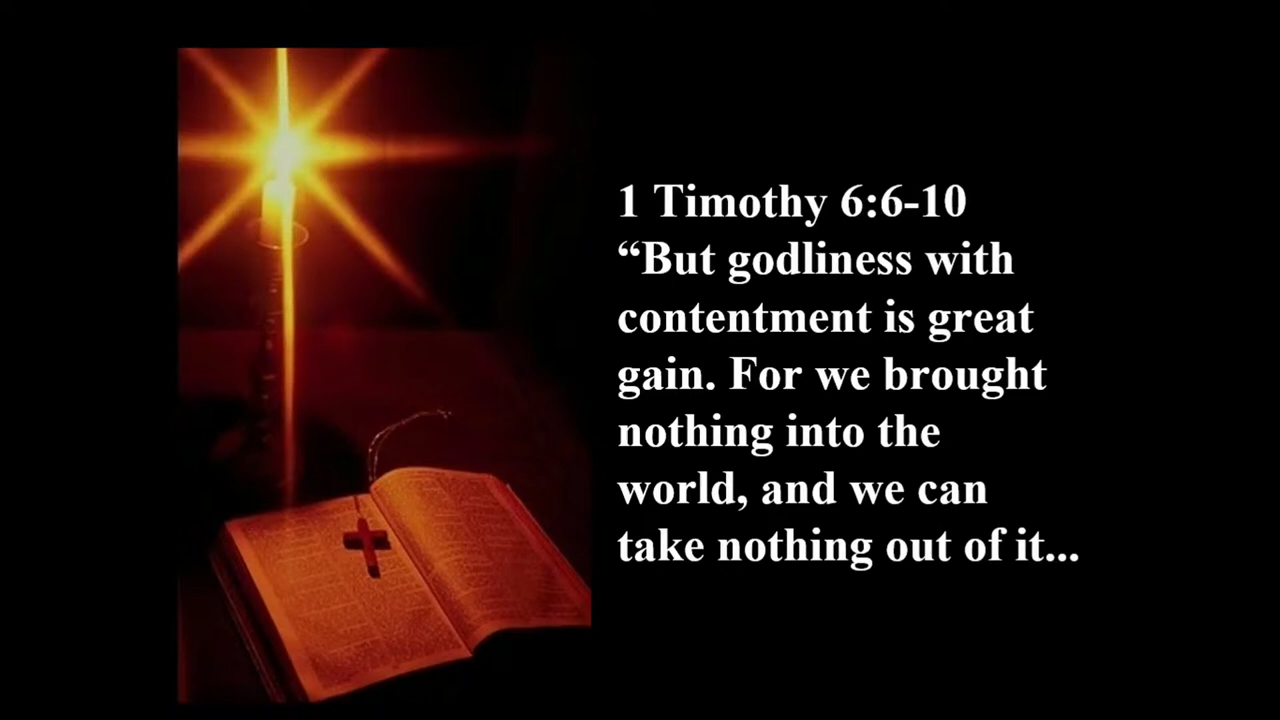 1 Timothy 6:6-10
“But godliness with
contentment is great
gain. For we brought
nothing into the
world, and we can
take nothing out of it...